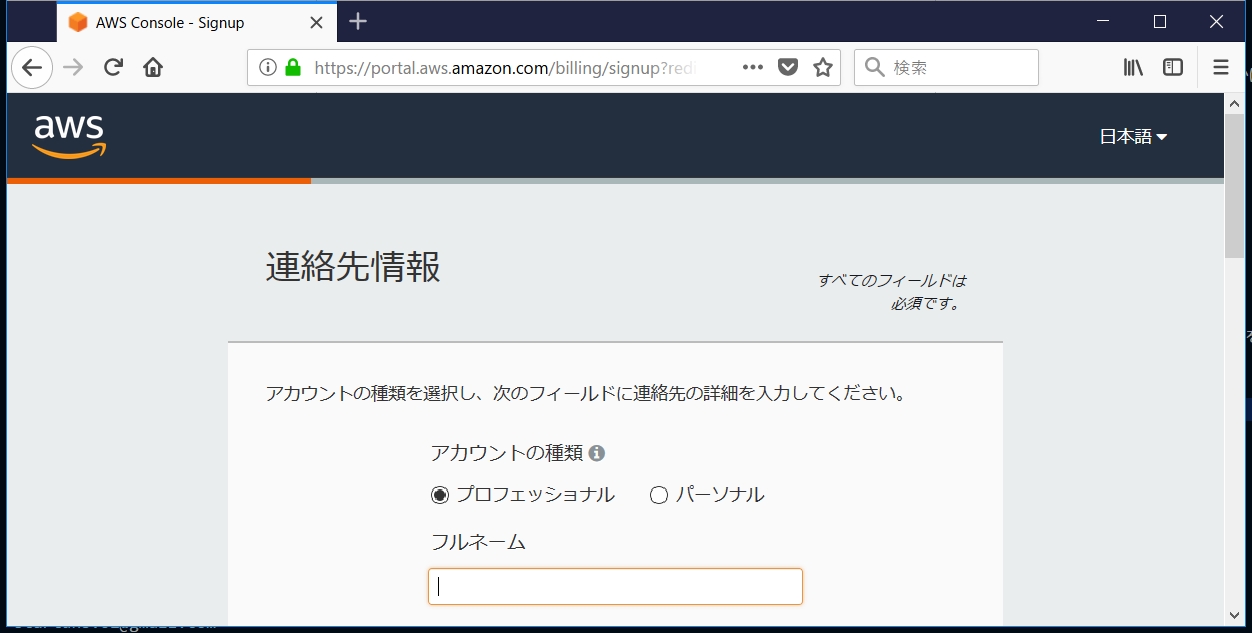 AWS Console - Signup
https://portal.aws.amazon.com/billing/signup?redi
検索
aws
日本語
連絡先情報
すべてのフィールドは
必須です。
アカウントの種類を選択し、次のフィールドに連絡先の詳細を入力してください。
アカウントの種類
プロフェッショナル
パーソナル
フルネーム